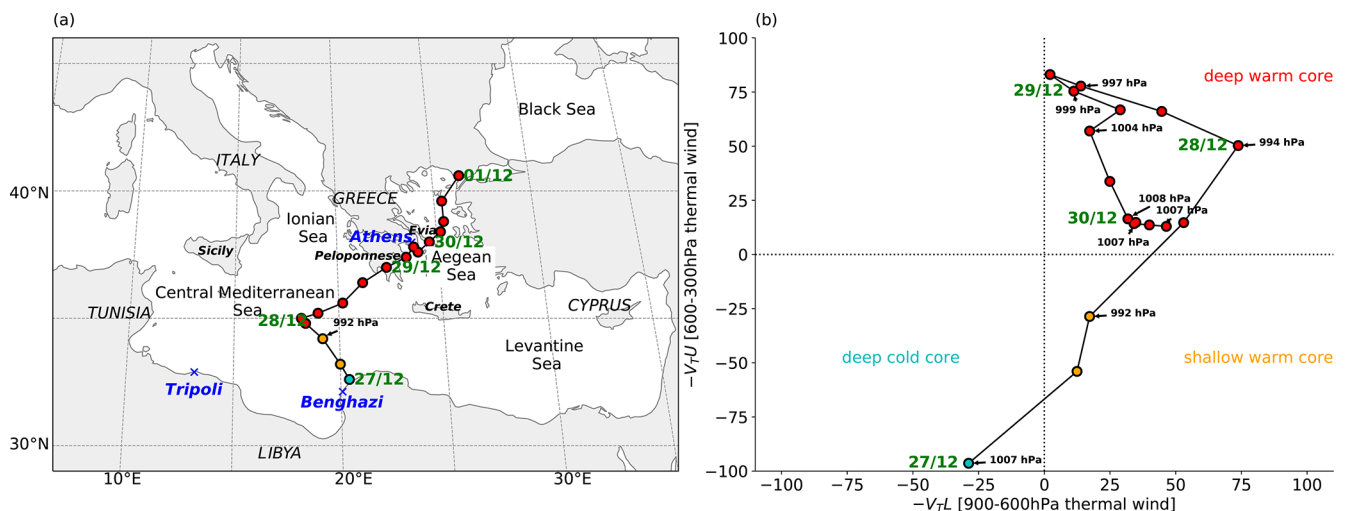 (a)
Black Sea
ITALY
01/12
40°N
GREECE
Ionian
Sea
Evia
Athens
30/12
Sicily
Peloponnese
Aegean
Sea
29/12
Central Mediterranean
Sea
Crete
CYPRUS
TUNISIA
28/12
992 hPa
Levantine
Sea
27/12
Tripoli
Benghazi
30°N
LIBYA
10°E
20°E
30°E
(b)
100
75
50
25
0
−25
−50
−75
−100
−VTU [600-300hPa thermal wind]
997 hPa
deep warm core
29/12
999 hPa
1004 hPa
28/12
994 hPa
1008 hPa
1007 hPa
30/12
1007 hPa
992 hPa
deep cold core
shallow warm core
27/12
1007 hPa
−100
−75
−50
−25
0
25
50
75
100
−VTL [900-600hPa thermal wind]